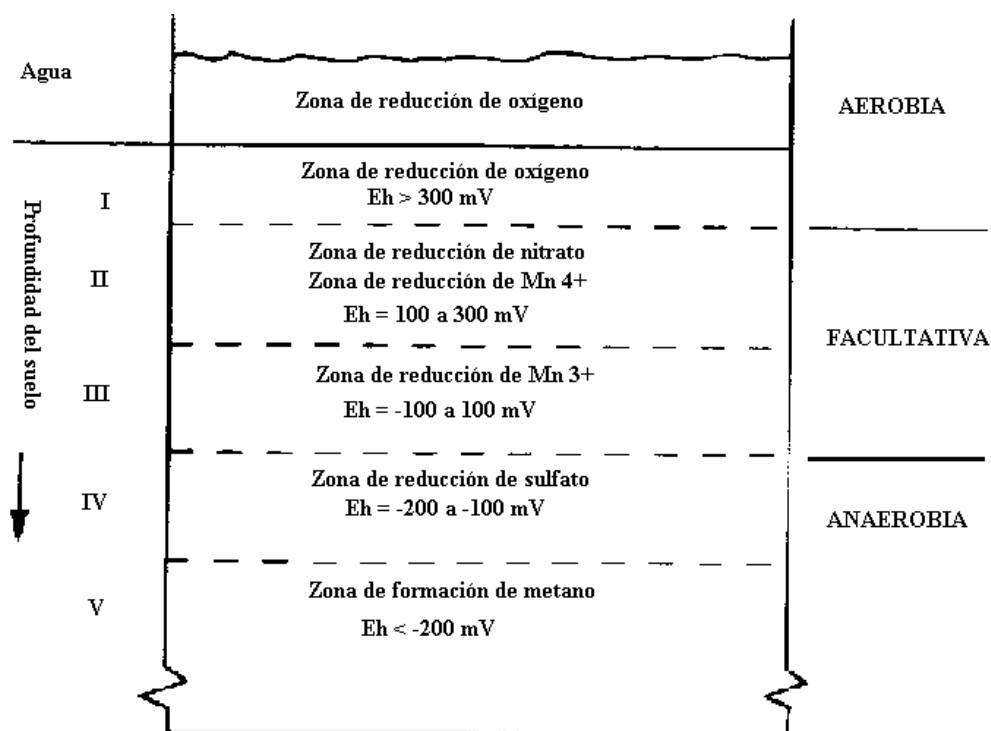 Agua
Zona de reducción de oxígeno
AEROBIA
Profundidad del suelo
I
Zona de reducción de oxígeno
Eh > 300 mV
II
Zona de reducción de nitrato
Zona de reducción de Mn 4+
Eh = 100 a 300 mV
FACULTATIVA
III
Zona de reducción de Mn 3+
Eh = -100 a 100 mV
IV
Zona de reducción de sulfato
Eh = -200 a -100 mV
ANAEROBIA
V
Zona de formación de metano
Eh < -200 mV